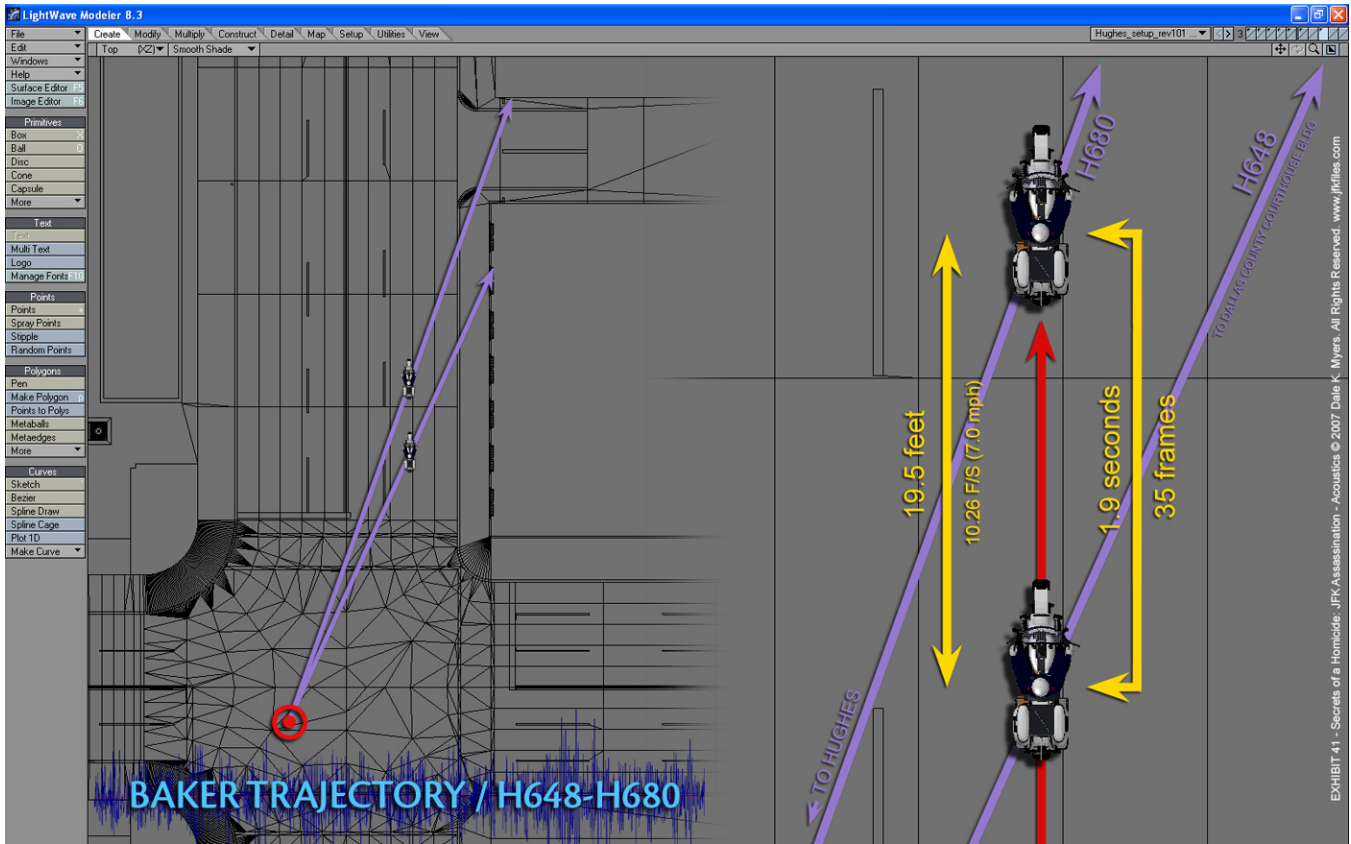 LightWave Modeler 8.3
File
Edit
Windows
Help
Surface Editor F5
Image Editor F6
Primitives
Box X
Ball O
Disc
Cone
Capsule
More
Text
Text
Multi Text
Logo
Manage Fonts F10
Points
Points +
Spray Points
Stipple
Random Points
Polygons
Pen
Make Polygon p
Points to Polys
Metaballs
Metaedges
More
Curves
Sketch
Bezier
Spline Draw
Spline Cage
Plot 1D
Make Curve
Create Modify Multiply Construct Detail Map Setup Utilities View
Hughes_setup_rev101 ... 3
Top (XZ) Smooth Shade
H680
H648
TO DALLAS COUNTY COURTHOUSE BLDG
19.5 feet
10.26 F/S (7.0 mph)
1.9 seconds
35 frames
TO HUGHES
BAKER TRAJECTORY / H648-H680
EXHIBIT 41 - Secrets of a Homicide: JFK Assassination - Acoustics © 2007 Dale K. Myers. All Rights Reserved. www.jfkfiles.com